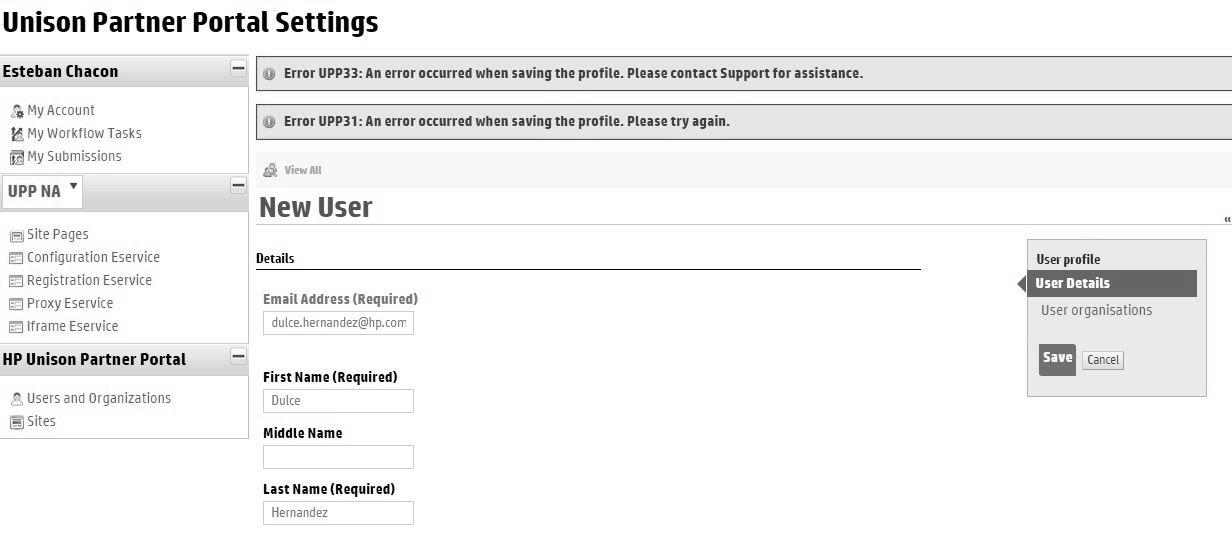 Unison Partner Portal Settings
Esteban Chacon
My Account
My Workflow Tasks
My Submissions
UPP NA
Site Pages
Configuration Eservice
Registration Eservice
Proxy Eservice
Iframe Eservice
HP Unison Partner Portal
Users and Organizations
Sites
Error UPP33: An error occurred when saving the profile. Please contact Support for assistance.
Error UPP31: An error occurred when saving the profile. Please try again.
View All
New User
«
Details
Email Address (Required)
dulce.hernandez@hp.com
First Name (Required)
Dulce
Middle Name
Last Name (Required)
Hernandez
User profile
User Details
User organisations
Save Cancel